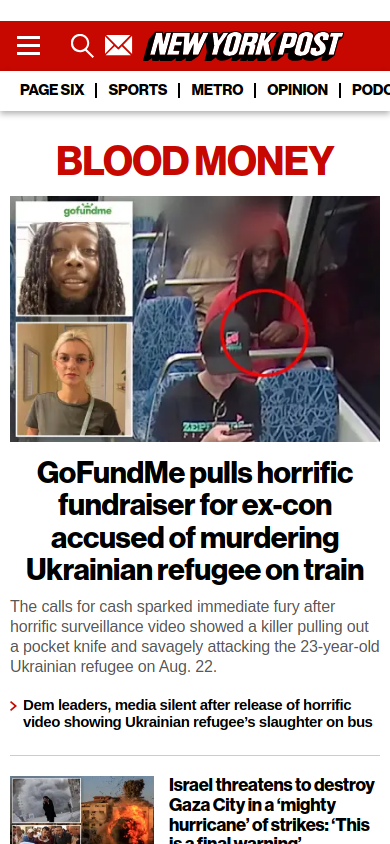 NEW YORK POST
PAGE SIX
SPORTS
METRO
OPINION
PODC
BLOOD MONEY
gofundme
ZEPP
GoFundMe pulls horrific
fundraiser for ex-con
accused of murdering
Ukrainian refugee on train
The calls for cash sparked immediate fury after
horrific surveillance video showed a killer pulling out
a pocket knife and savagely attacking the 23-year-old
Ukrainian refugee on Aug. 22.
Dem leaders, media silent after release of horrific
video showing Ukrainian refugee’s slaughter on bus
Israel threatens to destroy
Gaza City in a ‘mighty
hurricane’ of strikes: ‘This
is a final warning’